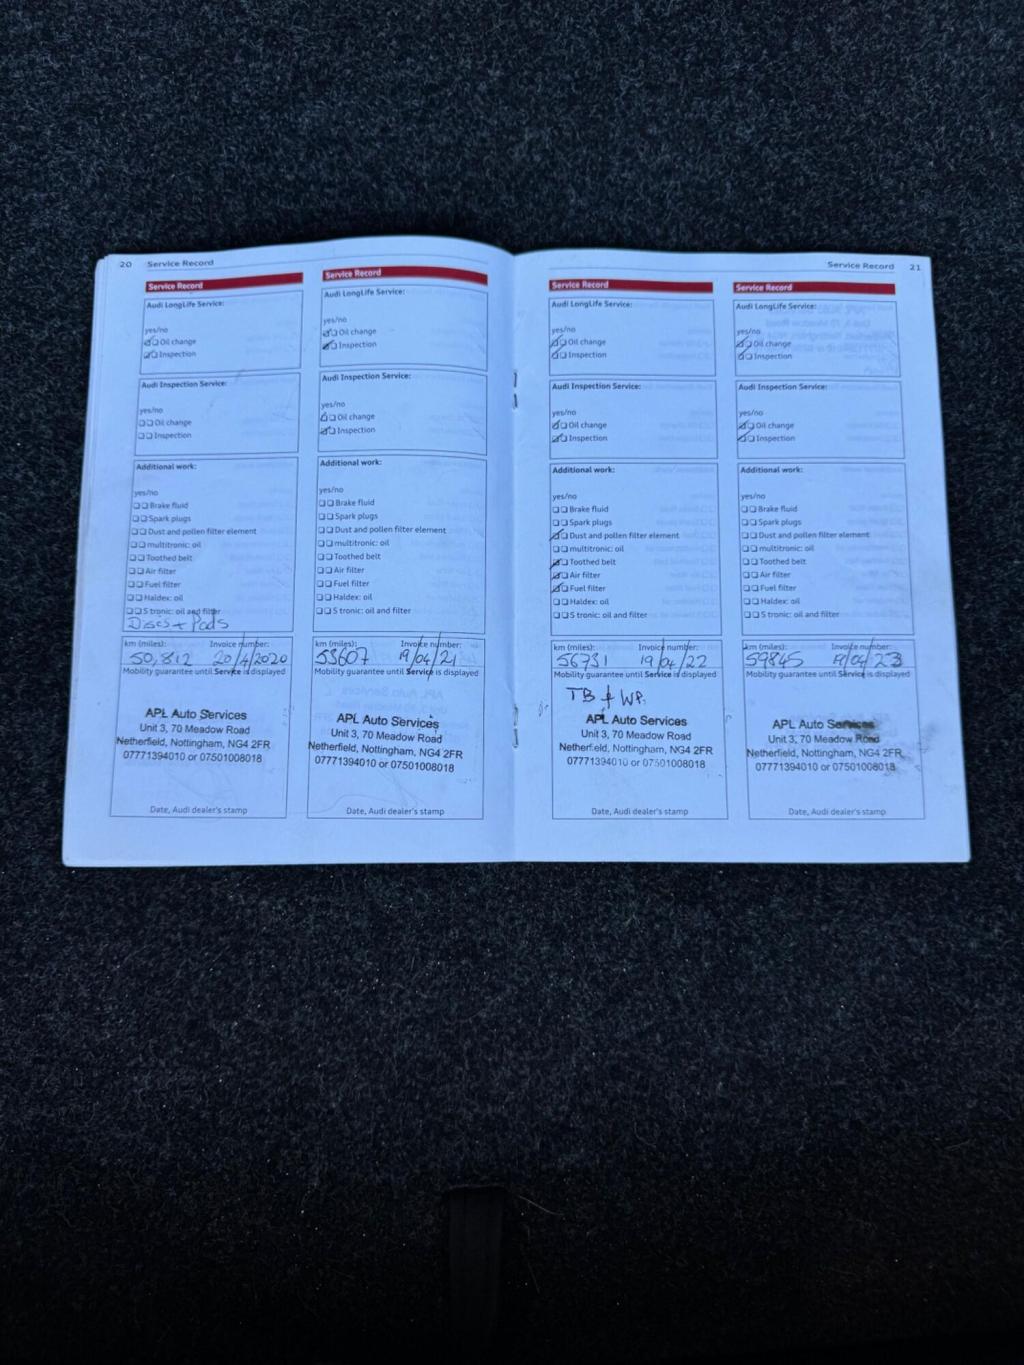 20 Service Record
Service Record
Audi LongLife Service:
yes/no
Oil change
Inspection
Audi Inspection Service:
yes/no
Oil change
Inspection
Additional work:
yes/no
Brake fluid
Spark plugs
Dust and pollen filter element
multitronic: oil
Toothed belt
Air filter
Fuel filter
Haldex: oil
S tronic: oil and filter
Discs + Pads
km (miles): Invoice number:
50,812 20/4/2020
Mobility guarantee until Service is displayed
APL Auto Services
Unit 3, 70 Meadow Road
Netherfield, Nottingham, NG4 2FR
07771394010 or 07501008018
Date, Audi dealer's stamp
Service Record
Audi LongLife Service:
yes/no
Oil change
Inspection
Audi Inspection Service:
yes/no
Oil change
Inspection
Additional work:
yes/no
Brake fluid
Spark plugs
Dust and pollen filter element
multitronic: oil
Toothed belt
Air filter
Fuel filter
Haldex: oil
S tronic: oil and filter
km (miles): Invoice number:
53607 19/04/21
Mobility guarantee until Service is displayed
APL Auto Services
Unit 3, 70 Meadow Road
Netherfield, Nottingham, NG4 2FR
07771394010 or 07501008018
Date, Audi dealer's stamp
Service Record 21
Service Record
Audi LongLife Service:
yes/no
Oil change
Inspection
Audi Inspection Service:
yes/no
Oil change
Inspection
Additional work:
yes/no
Brake fluid
Spark plugs
Dust and pollen filter element
multitronic: oil
Toothed belt
Air filter
Fuel filter
Haldex: oil
S tronic: oil and filter
km (miles): Invoice number:
56731 19/04/22
Mobility guarantee until Service is displayed
TB & WP.
APL Auto Services
Unit 3, 70 Meadow Road
Netherfield, Nottingham, NG4 2FR
07771394010 or 07501008018
Date, Audi dealer's stamp
Service Record
Audi LongLife Service:
yes/no
Oil change
Inspection
Audi Inspection Service:
yes/no
Oil change
Inspection
Additional work:
yes/no
Brake fluid
Spark plugs
Dust and pollen filter element
multitronic: oil
Toothed belt
Air filter
Fuel filter
Haldex: oil
S tronic: oil and filter
km (miles): Invoice number:
59845
Mobility guarantee until Service is displayed
APL Auto Services
Unit 3, 70 Meadow Road
Netherfield, Nottingham, NG4 2FR
07771394010 or 07501008018
Date, Audi dealer's stamp